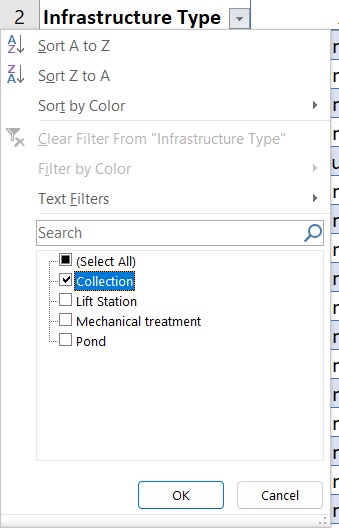 2 Infrastructure Type
Sort A to Z
Sort Z to A
Sort by Color
Clear Filter From "Infrastructure Type"
Filter by Color
Text Filters
Search
(Select All)
Collection
Lift Station
Mechanical treatment
Pond
OK Cancel